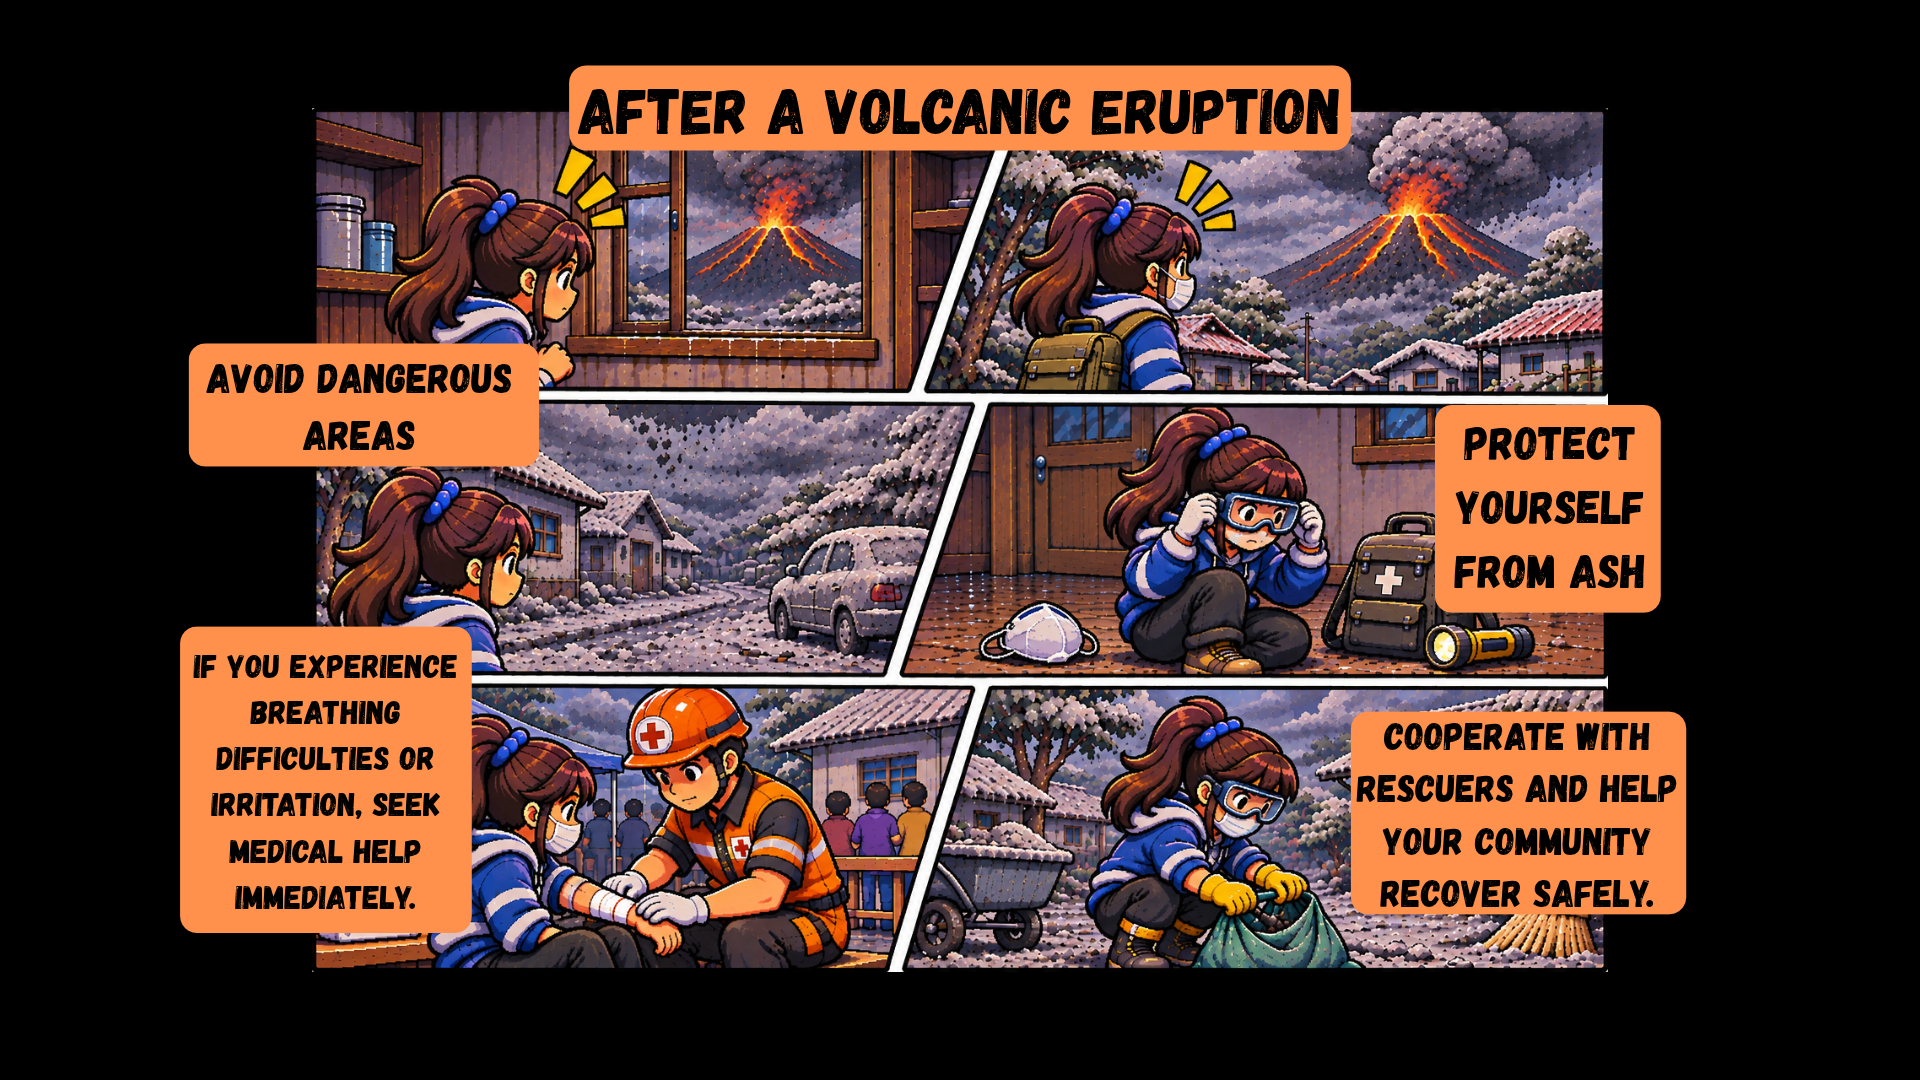 AFTER A VOLCANIC ERUPTION
AVOID DANGEROUS
AREAS
PROTECT
YOURSELF
FROM ASH
IF YOU EXPERIENCE
BREATHING
DIFFICULTIES OR
IRRITATION, SEEK
MEDICAL HELP
IMMEDIATELY.
COOPERATE WITH
RESCUERS AND HELP
YOUR COMMUNITY
RECOVER SAFELY.